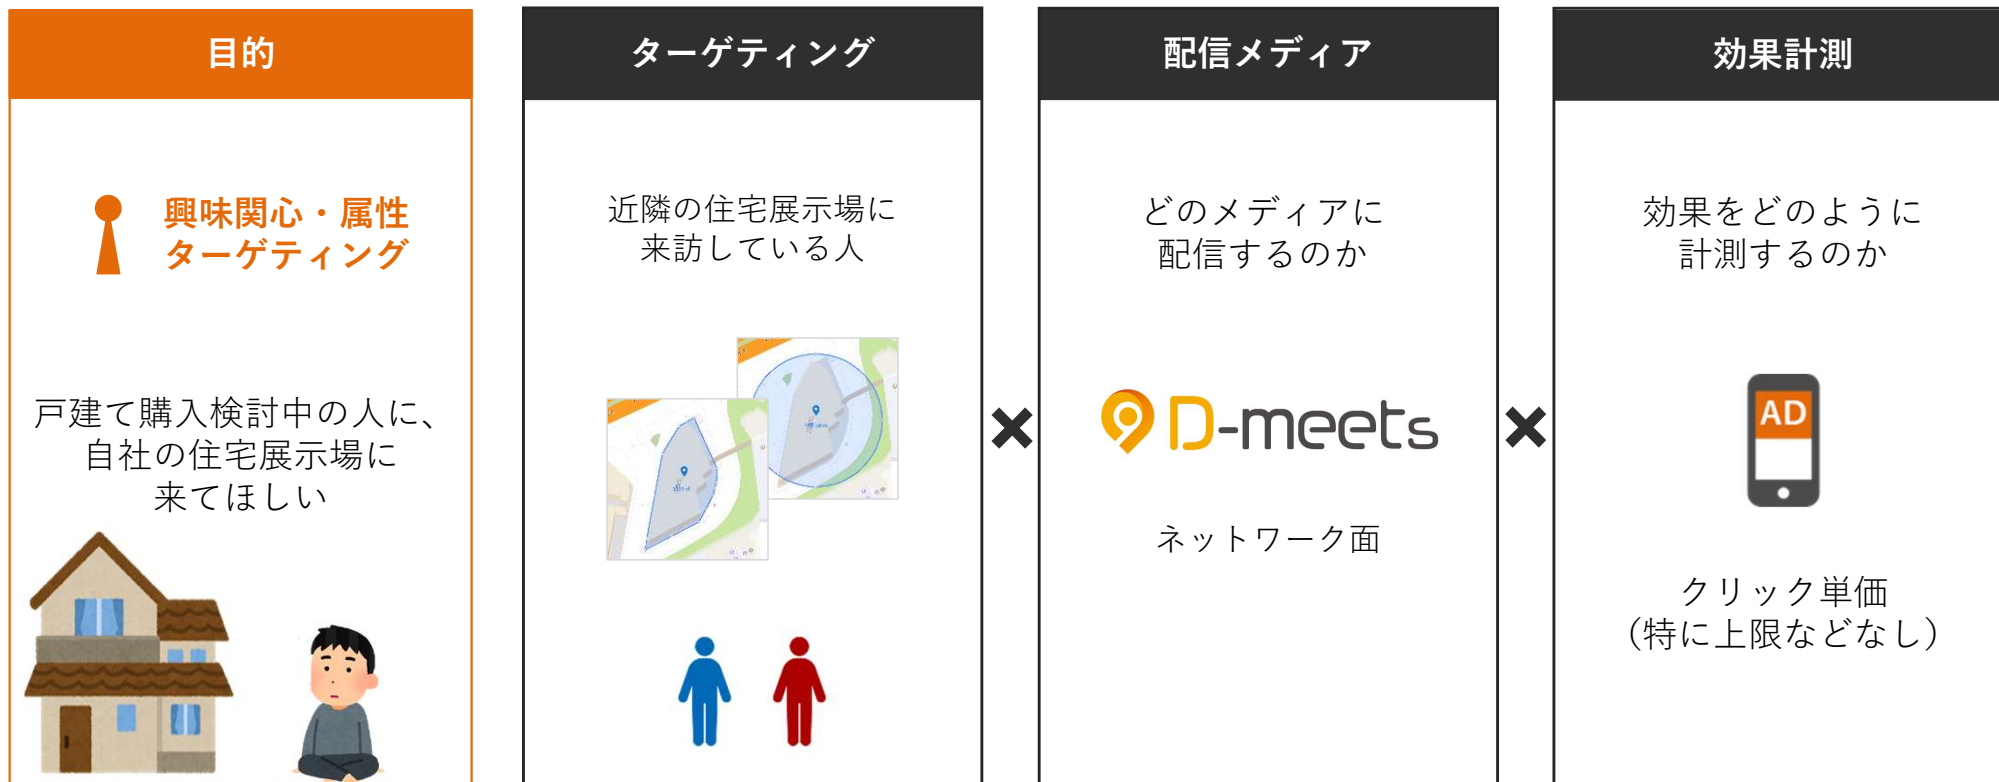 目的
興味関心・属性
ターゲティング
戸建て購入検討中の人に、
自社の住宅展示場に
来てほしい
ターゲティング
近隣の住宅展示場に
来訪している人
配信メディア
どのメディアに
配信するのか
D-meets
ネットワーク面
効果計測
効果をどのように
計測するのか
AD
クリック単価
（特に上限などなし）